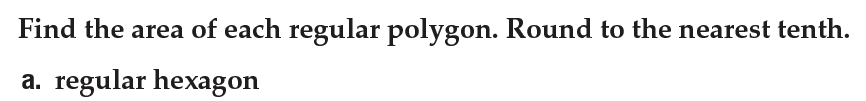 Find the area of each regular polygon. Round to the nearest tenth.
a. regular hexagon